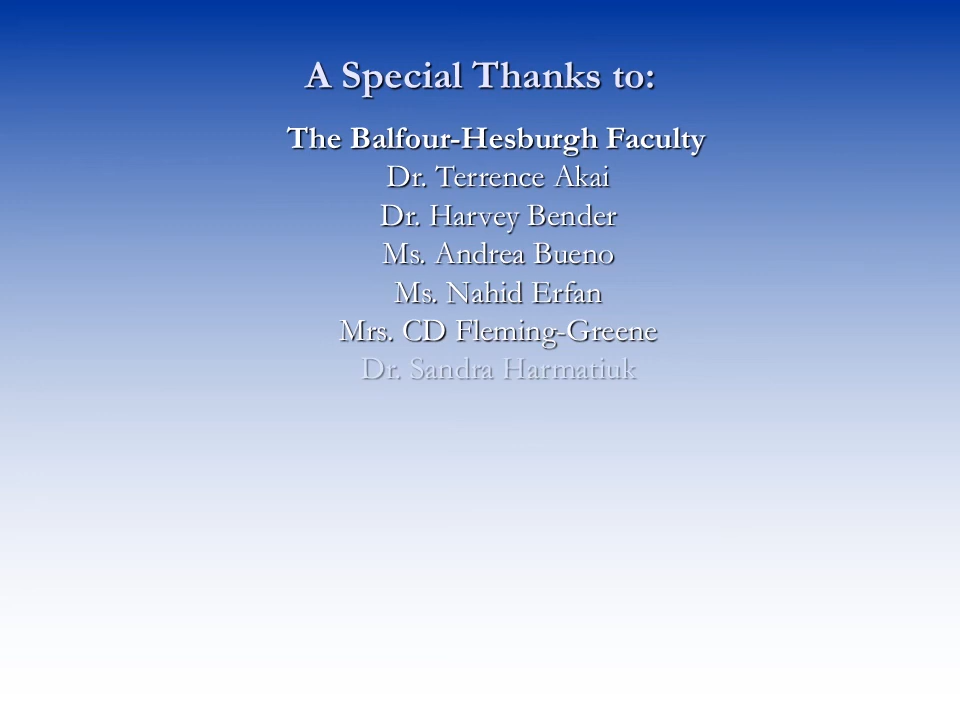 A Special Thanks to:
The Balfour-Hesburgh Faculty
Dr. Terrence Akai
Dr. Harvey Bender
Ms. Andrea Bueno
Ms. Nahid Erfan
Mrs. CD Fleming-Greene
Dr. Sandra Harmatiuk